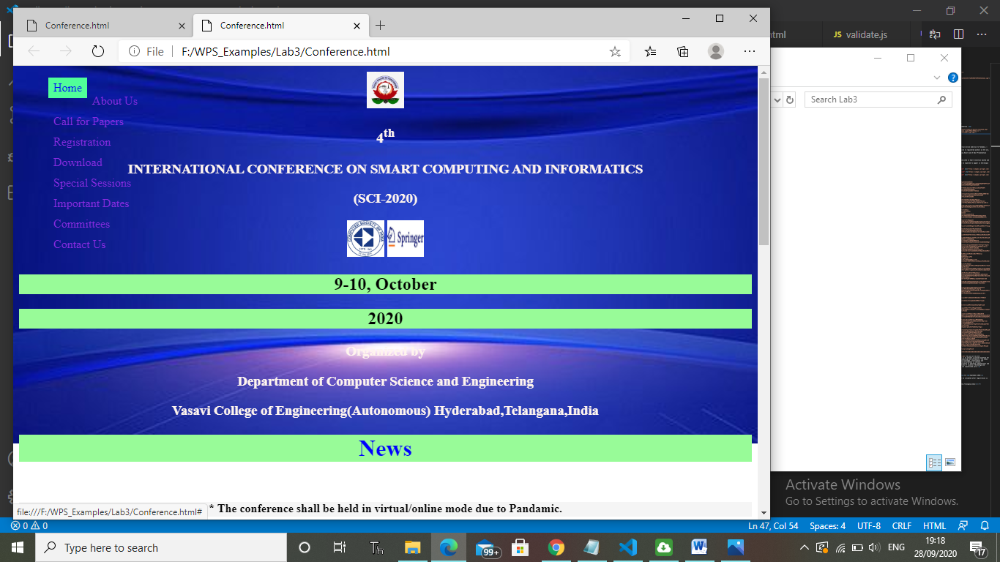 Conference.html
Conference.html
tml
JS validate.js
File
F:/WPS_Examples/Lab3/Conference.html
Search Lab3
Home
About Us
Call for Papers
Registration
Download
Special Sessions
Important Dates
Committees
Contact Us
4th
INTERNATIONAL CONFERENCE ON SMART COMPUTING AND INFORMATICS
(SCI-2020)
Springer
9-10, October
2020
Organized by
Department of Computer Science and Engineering
Vasavi College of Engineering(Autonomous) Hyderabad,Telangana,India
News
* The conference shall be held in virtual/online mode due to Pandamic.
file:///F:/WPS_Examples/Lab3/Conference.html#
Activate Windows
Go to Settings to activate Windows.
0 0
Ln 47, Col 54 Spaces: 4 UTF-8 CRLF HTML
Type here to search
99+
ENG
19:18
28/09/2020
17